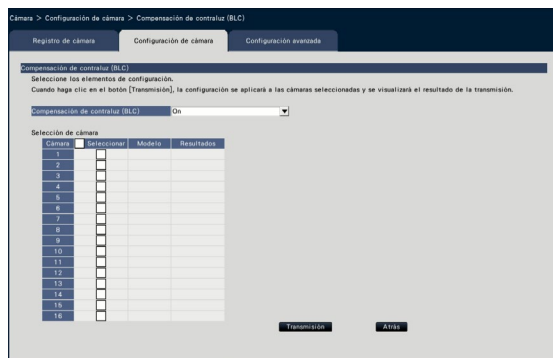 Cámara > Configuración de cámara > Compensación de contraluz (BLC)
Registro de cámara Configuración de cámara Configuración avanzada
Compensación de contraluz (BLC)
Seleccione los elementos de configuración.
Cuando haga clic en el botón [Transmisión], la configuración se aplicará a las cámaras seleccionadas y se visualizará el resultado de la transmisión.
Compensación de contraluz (BLC) On
Selección de cámara
Cámara Seleccionar Modelo Resultados
1
2
3
4
5
6
7
8
9
10
11
12
13
14
15
16
Transmisión Atrás